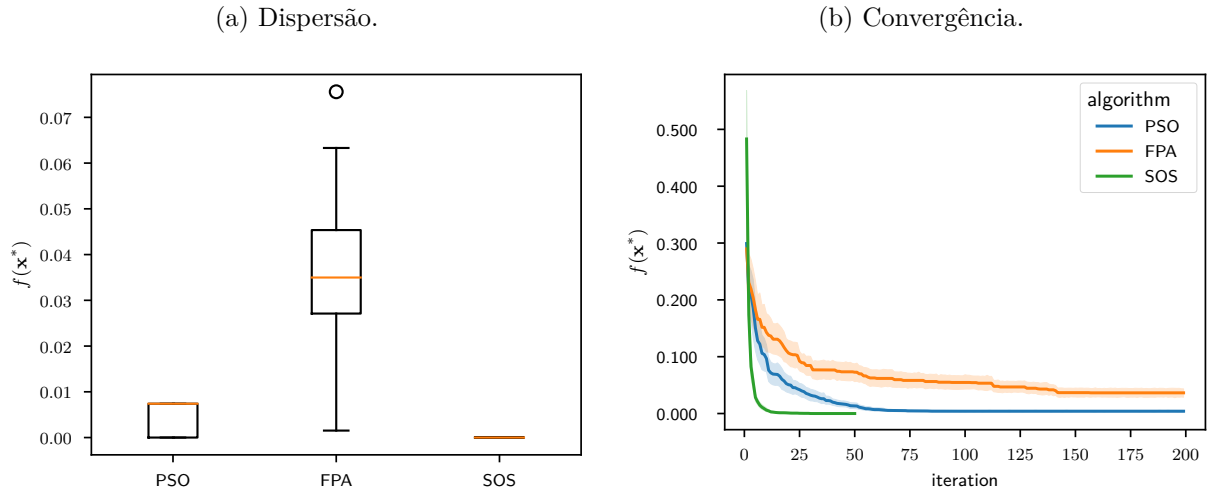 (a) Dispersão.
0.07
0.06
0.05
0.04
0.03
0.02
0.01
0.00
f(x*)
PSO FPA SOS
(b) Convergência.
algorithm
PSO
FPA
SOS
0.500
0.400
0.300
0.200
0.100
0.000
f(x*)
0 25 50 75 100 125 150 175 200
iteration